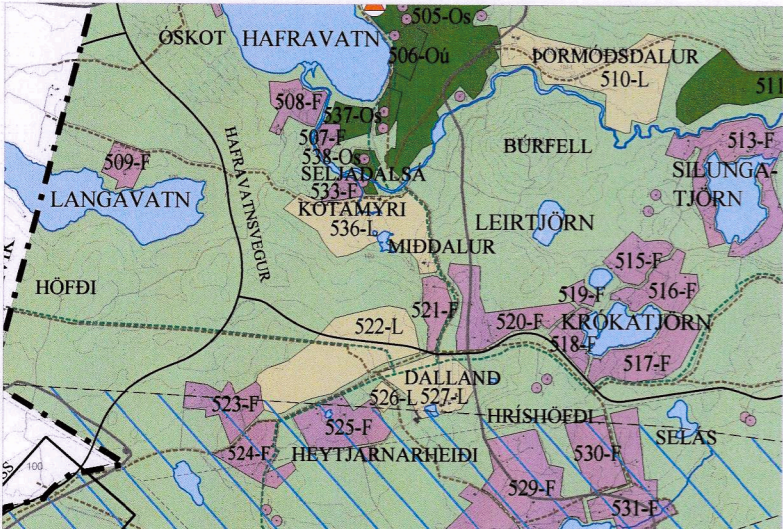 505-Os
ÓSKOT
HAFRAVATN
506-Oú
ÞORMÓÐSDALUR
510-L
511
508-F
537-Os
507-F
538-Os
HAFRAVATNSVEGUR
BÚRFELL
513-F
509-F
SELJADALSÁ
533-F
SILUNGA-
TJÖRN
LANGAVATN
KOTAMÝRI
536-L
LEIRTJÖRN
MIÐDALUR
515-F
HÖFÐI
521-F
519-F
516-F
520-F
KRÓKATJÖRN
522-L
518-F
517-F
DALLAND
523-F
526-L
527-L
HRÍSHÖFÐI
525-F
SELÁS
524-F
HEYTJARNARHEIÐI
530-F
100
529-F
531-F